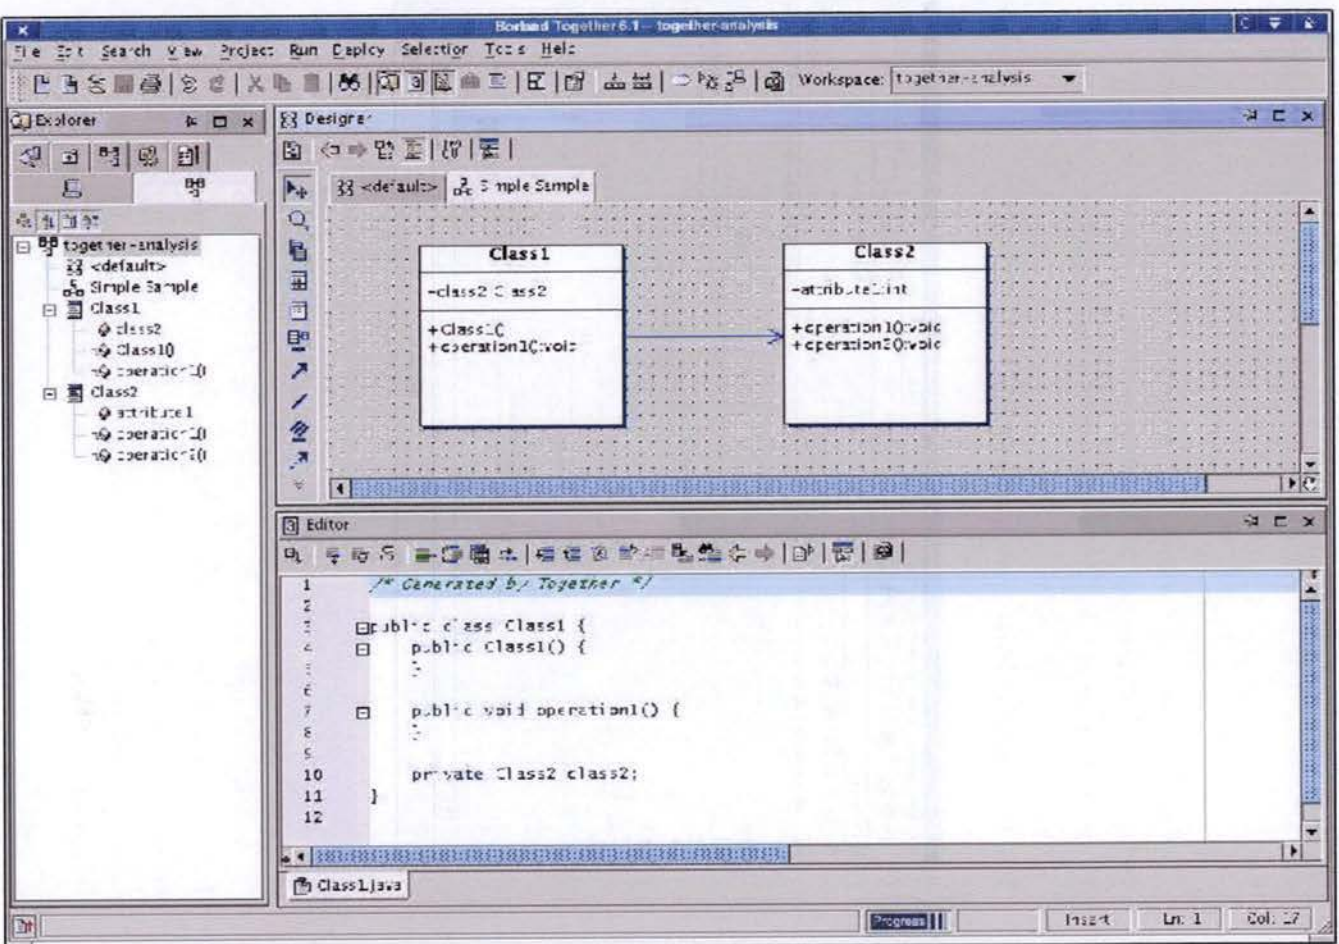 Borland Together 6.1 - together-analysis
File Edit Search View Project Run Deploy Selection Tools Help
Workspace: together-analysis
Explorer
Designer
<default> Simple Sample
together-analysis
<default>
Simple Sample
Class1
class2
Class1()
operation1()
Class2
attribute1
operation1()
operation2()
Class1
-class2:Class2
+Class1()
+operation1():void
Class2
-attribute1:int
+operation1():void
+operation2():void
Editor
1 /* Generated by Together */
2
3 public class Class1 {
4 public Class1() {
5 }
6
7 public void operation1() {
8 }
9
10 private Class2 class2;
11 }
12
Class1.java
Progress Insert Ln: 1 Col: 17